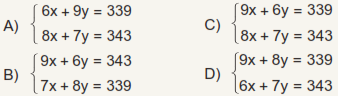 A) { 6x + 9y = 339
8x + 7y = 343
B) { 9x + 6y = 343
7x + 8y = 339
C) { 9x + 6y = 339
8x + 7y = 343
D) { 9x + 8y = 339
6x + 7y = 343